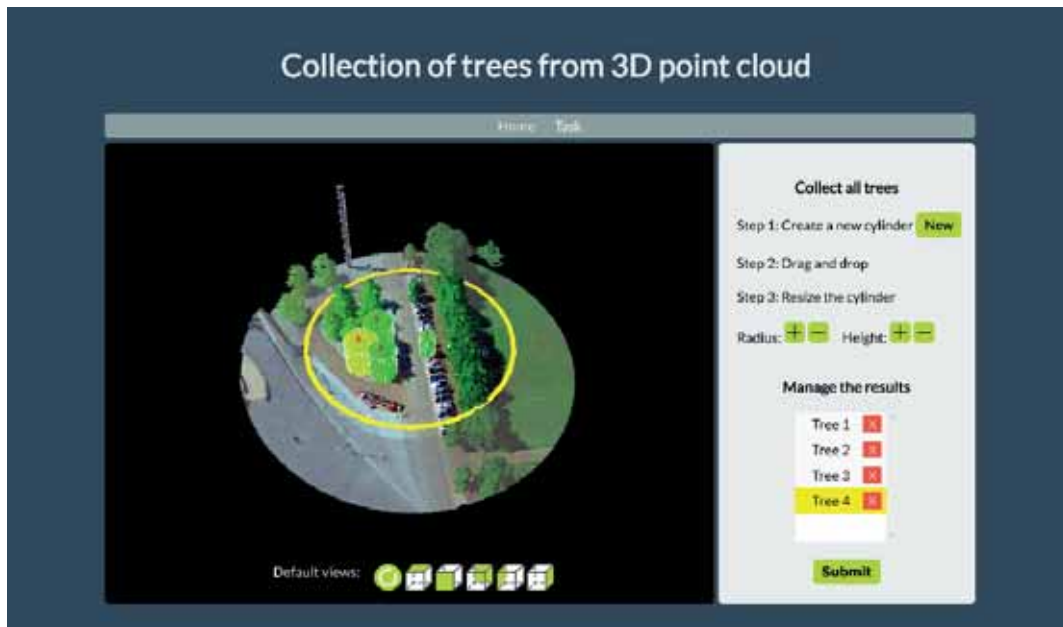 Collection of trees from 3D point cloud
Home Task
Collect all trees
Step 1: Create a new cylinder New
Step 2: Drag and drop
Step 3: Resize the cylinder
Radius: + − Height: + −
Manage the results
Tree 1 X
Tree 2 X
Tree 3 X
Tree 4 X
Default views:
Submit